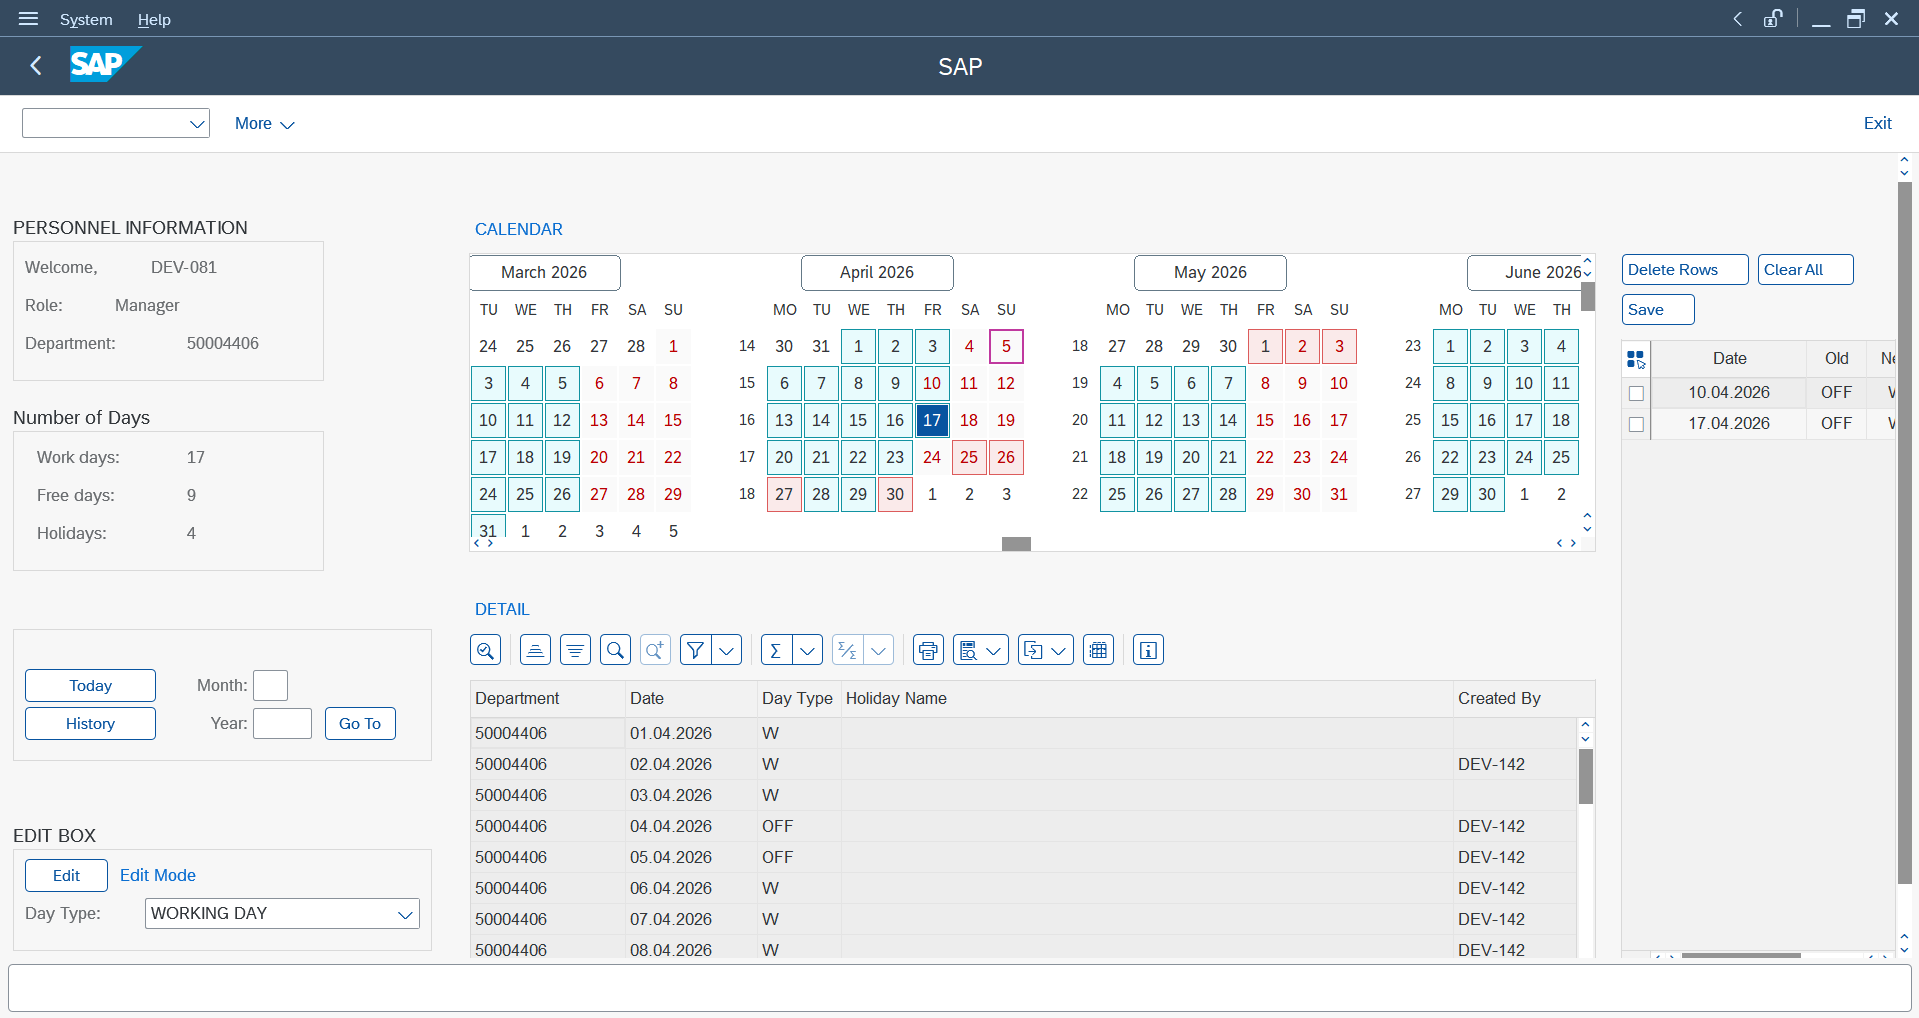 System Help
SAP
SAP
More
Exit
PERSONNEL INFORMATION
Welcome, DEV-081
Role: Manager
Department: 50004406
Number of Days
Work days: 17
Free days: 9
Holidays: 4
Today
Month:
History
Year:
Go To
EDIT BOX
Edit Edit Mode
Day Type: WORKING DAY
CALENDAR
March 2026
TU WE TH FR SA SU
24 25 26 27 28 1
3 4 5 6 7 8
10 11 12 13 14 15
17 18 19 20 21 22
24 25 26 27 28 29
31 1 2 3 4 5
April 2026
MO TU WE TH FR SA SU
14 30 31 1 2 3 4 5
15 6 7 8 9 10 11 12
16 13 14 15 16 17 18 19
17 20 21 22 23 24 25 26
18 27 28 29 30 1 2 3
May 2026
MO TU WE TH FR SA SU
18 27 28 29 30 1 2 3
19 4 5 6 7 8 9 10
20 11 12 13 14 15 16 17
21 18 19 20 21 22 23 24
22 25 26 27 28 29 30 31
June 2026
MO TU WE TH
23 1 2 3 4
24 8 9 10 11
25 15 16 17 18
26 22 23 24 25
27 29 30 1 2
DETAIL
Department Date Day Type Holiday Name Created By
50004406 01.04.2026 W
50004406 02.04.2026 W DEV-142
50004406 03.04.2026 W
50004406 04.04.2026 OFF DEV-142
50004406 05.04.2026 OFF DEV-142
50004406 06.04.2026 W DEV-142
50004406 07.04.2026 W DEV-142
50004406 08.04.2026 W DEV-142
Delete Rows Clear All
Save
Date Old
10.04.2026 OFF
17.04.2026 OFF